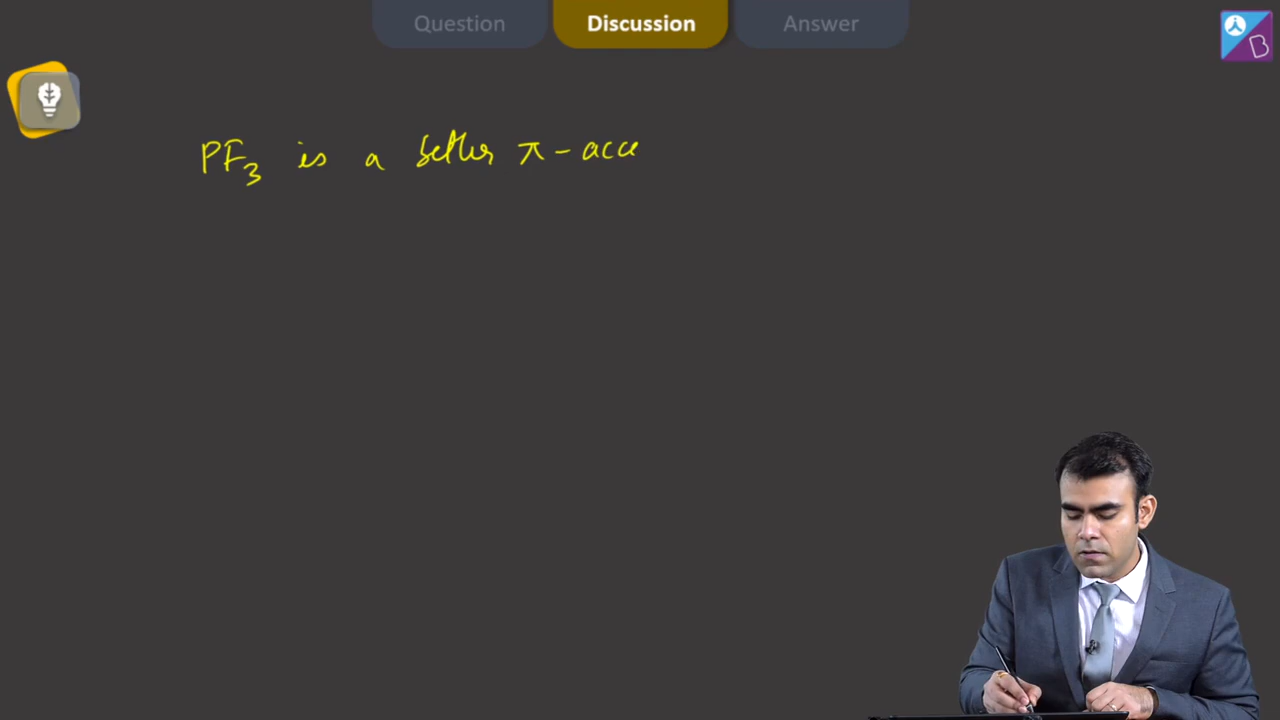 Question
Discussion
Answer
B
PF₃ is a better π-acce